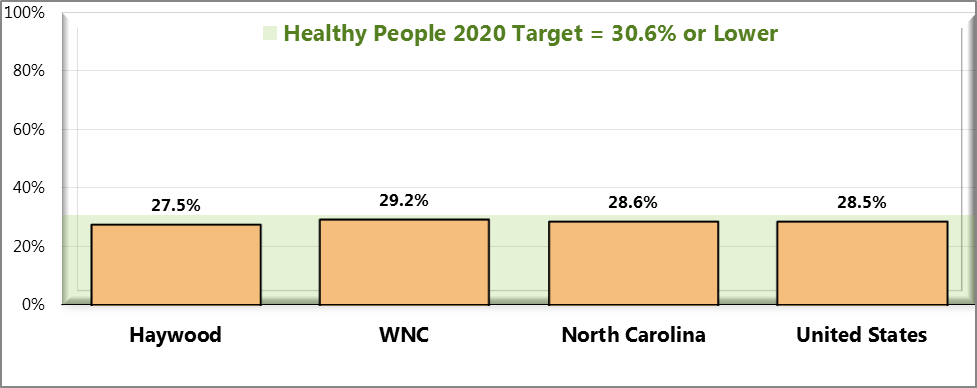 Healthy People 2020 Target = 30.6% or Lower
100%
80%
60%
40%
20%
0%
27.5%
29.2%
28.6%
28.5%
Haywood
WNC
North Carolina
United States